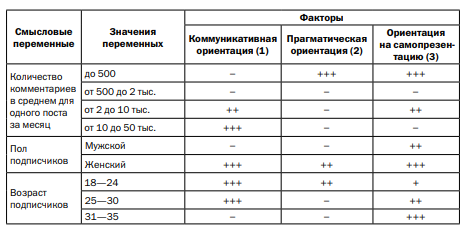 Смысловые переменные Значения переменных Факторы
Коммуникативная ориентация (1) Прагматическая ориентация (2) Ориентация на самопрезен-тацию (3)
Количество комментариев в среднем для одного поста за месяц
до 500 – +++ +++
от 500 до 2 тыс. – – –
от 2 до 10 тыс. ++ – ++
от 10 до 50 тыс. +++ – –
Пол подписчиков
Мужской – – ++
Женский +++ ++ +++
Возраст подписчиков
18—24 +++ ++ +
25—30 +++ – ++
31—35 – – +++